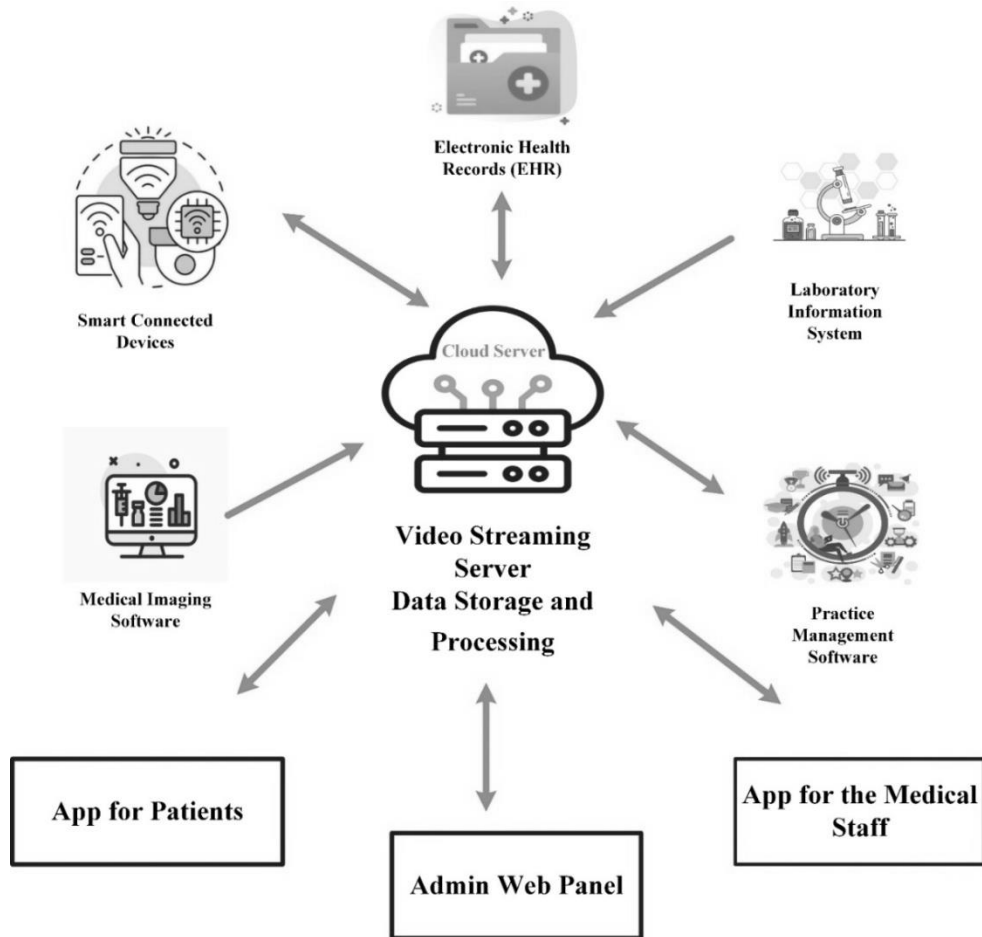 Electronic Health
Records (EHR)
Smart Connected
Devices
Laboratory
Information
System
Cloud Server
Medical Imaging
Software
Video Streaming
Server
Data Storage and
Processing
Practice
Management
Software
App for Patients
Admin Web Panel
App for the Medical
Staff